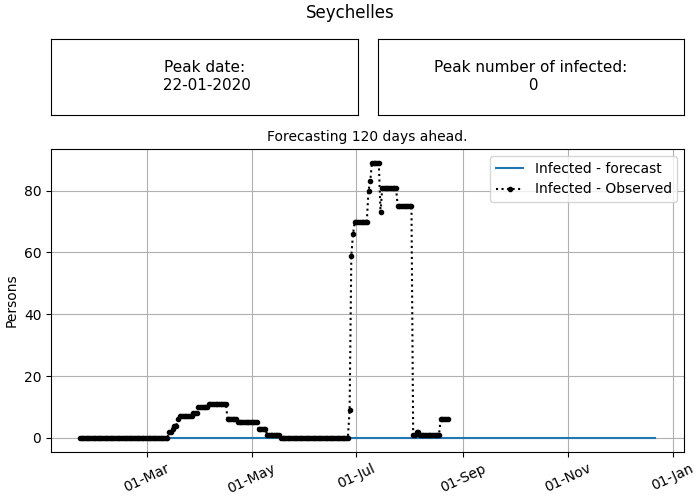 Seychelles
Peak date:
22-01-2020
Peak number of infected:
0
Forecasting 120 days ahead.
Infected - forecast
Infected - Observed
Persons
80
60
40
20
0
01-Mar
01-May
01-Jul
01-Sep
01-Nov
01-Jan